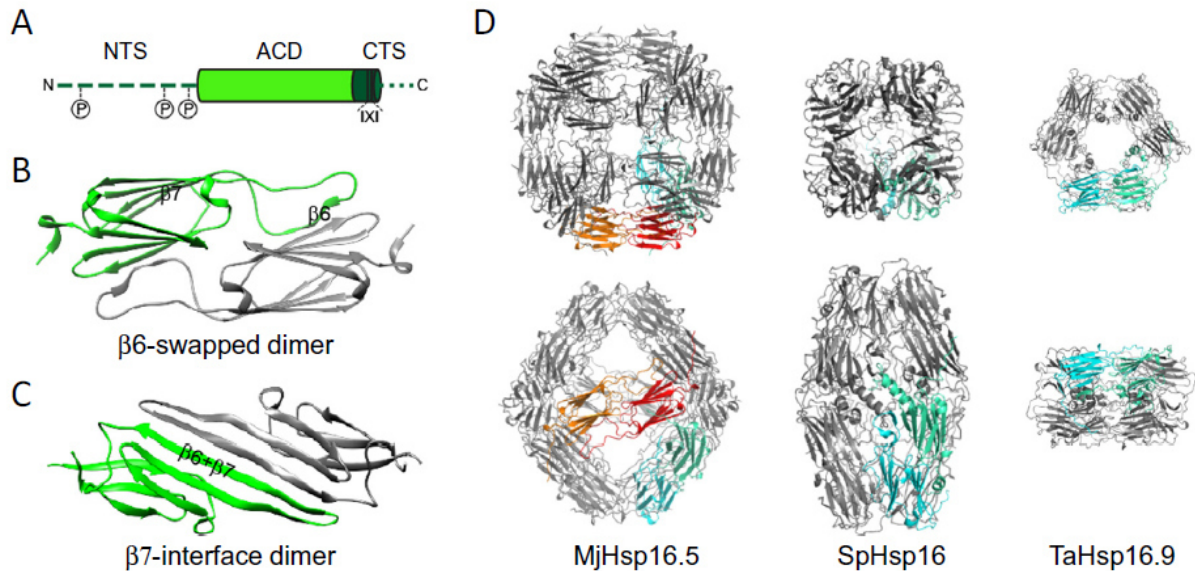 A
NTS ACD CTS
N C
P P P
IXI
B
β7
β6
β6-swapped dimer
C
β6+β7
β7-interface dimer
D
MjHsp16.5 SpHsp16 TaHsp16.9